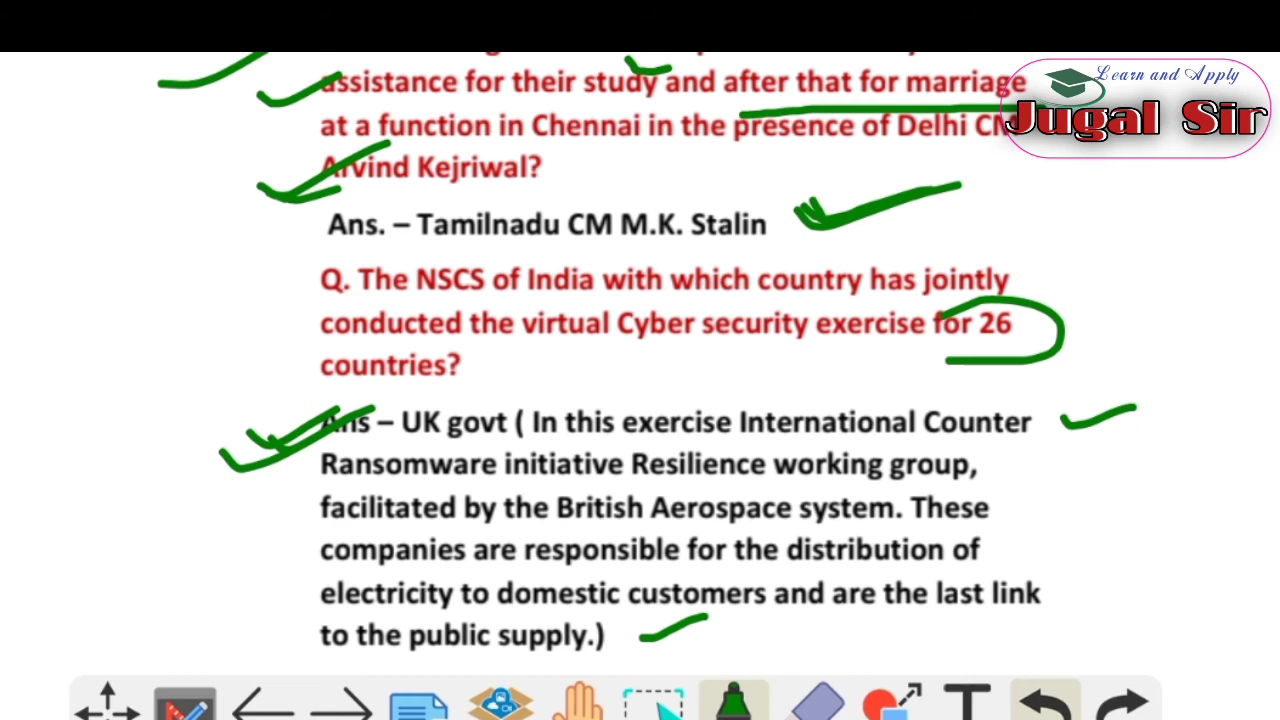 assistance for their study and after that for marriage
at a function in Chennai in the presence of Delhi CM
Arvind Kejriwal?
Ans. – Tamilnadu CM M.K. Stalin
Q. The NSCS of India with which country has jointly
conducted the virtual Cyber security exercise for 26
countries?
Ans – UK govt ( In this exercise International Counter
Ransomware initiative Resilience working group,
facilitated by the British Aerospace system. These
companies are responsible for the distribution of
electricity to domestic customers and are the last link
to the public supply.)
Learn and Apply
Jugal Sir
T